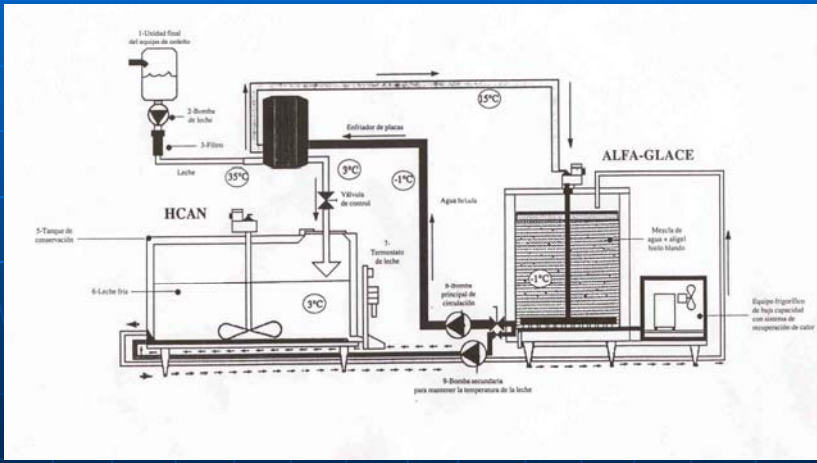 1-Unidad final
del equipo de ordeño
2-Bomba
de leche
3-Filtro
Leche
35°C
3°C
Enfriador de placas
15°C
-1°C
Agua helada
ALFA-GLACE
HCAN
Válvula
de control
5-Tanque de
conservación
7-
Termostato
de leche
6-Leche fría
3°C
8-Bomba
principal de
circulación
-1°C
Mezcla de
agua + aligel
hielo blando
Equipo frigorífico
de baja capacidad
con sistema de
recuperación de calor
9-Bomba secundaria
para mantener la temperatura de la leche